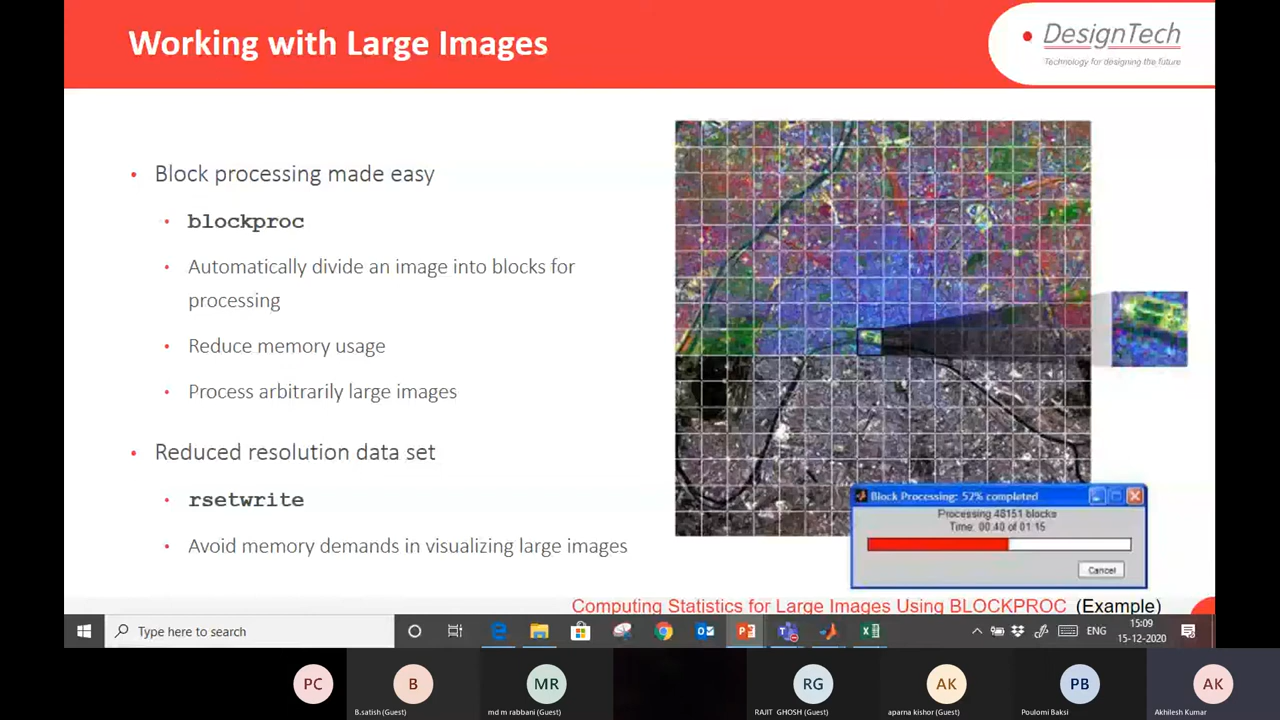 Working with Large Images
DesignTech
Technology for designing the future
• Block processing made easy
• blockproc
• Automatically divide an image into blocks for
processing
• Reduce memory usage
• Process arbitrarily large images
• Reduced resolution data set
• rsetwrite
• Avoid memory demands in visualizing large images
Block Processing: 52% completed
Processing 48151 blocks
Time: 00:40 of 01:15
Cancel
Computing Statistics for Large Images Using BLOCKPROC (Example)
Type here to search
ENG
15:09
15-12-2020
PC
B
MR
RG
AK
PB
AK
B.satish (Guest)
md m rabbani (Guest)
RAJIT GHOSH (Guest)
aparna kishor (Guest)
Poulomi Baksi
Akhilesh Kumar